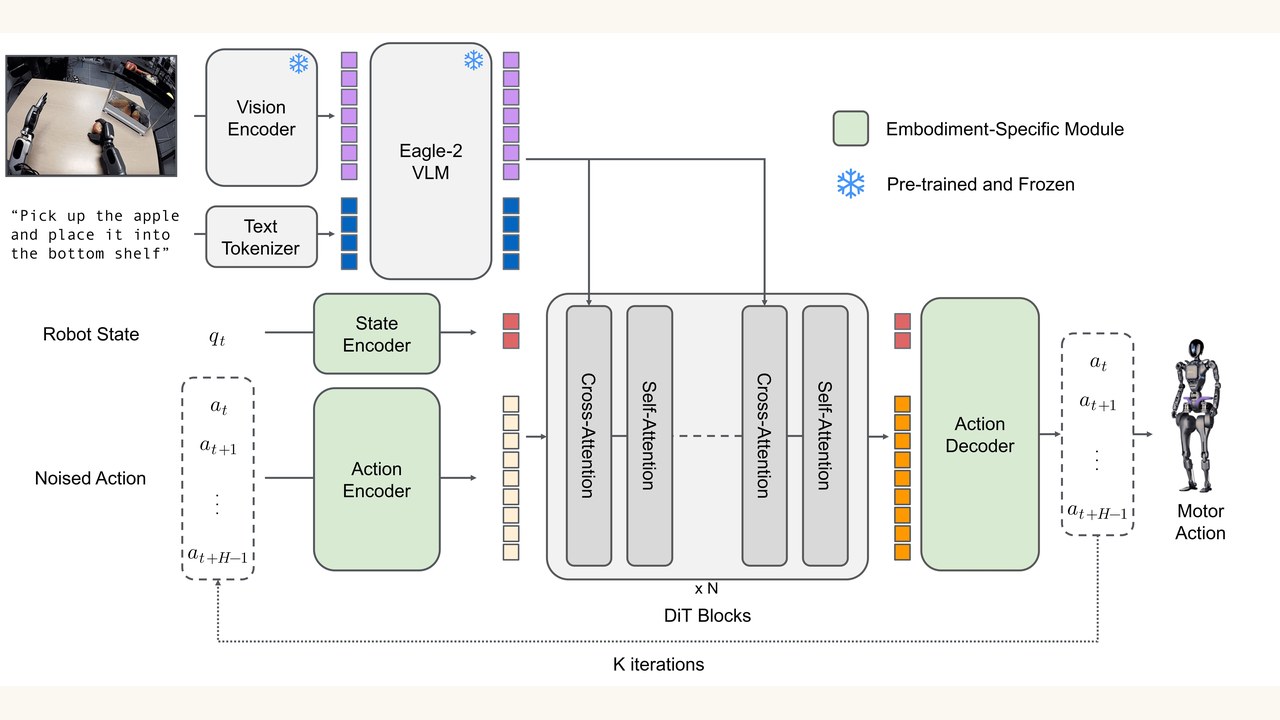 Vision
Encoder
Eagle-2
VLM
Embodiment-Specific Module
Pre-trained and Frozen
“Pick up the apple
and place it into
the bottom shelf”
Text
Tokenizer
Robot State
q_t
State
Encoder
Noised Action
a_t
a_{t+1}
⋮
a_{t+H-1}
Action
Encoder
Cross-Attention
Self-Attention
Cross-Attention
Self-Attention
x N
DiT Blocks
Action
Decoder
a_t
a_{t+1}
⋮
a_{t+H-1}
Motor
Action
K iterations